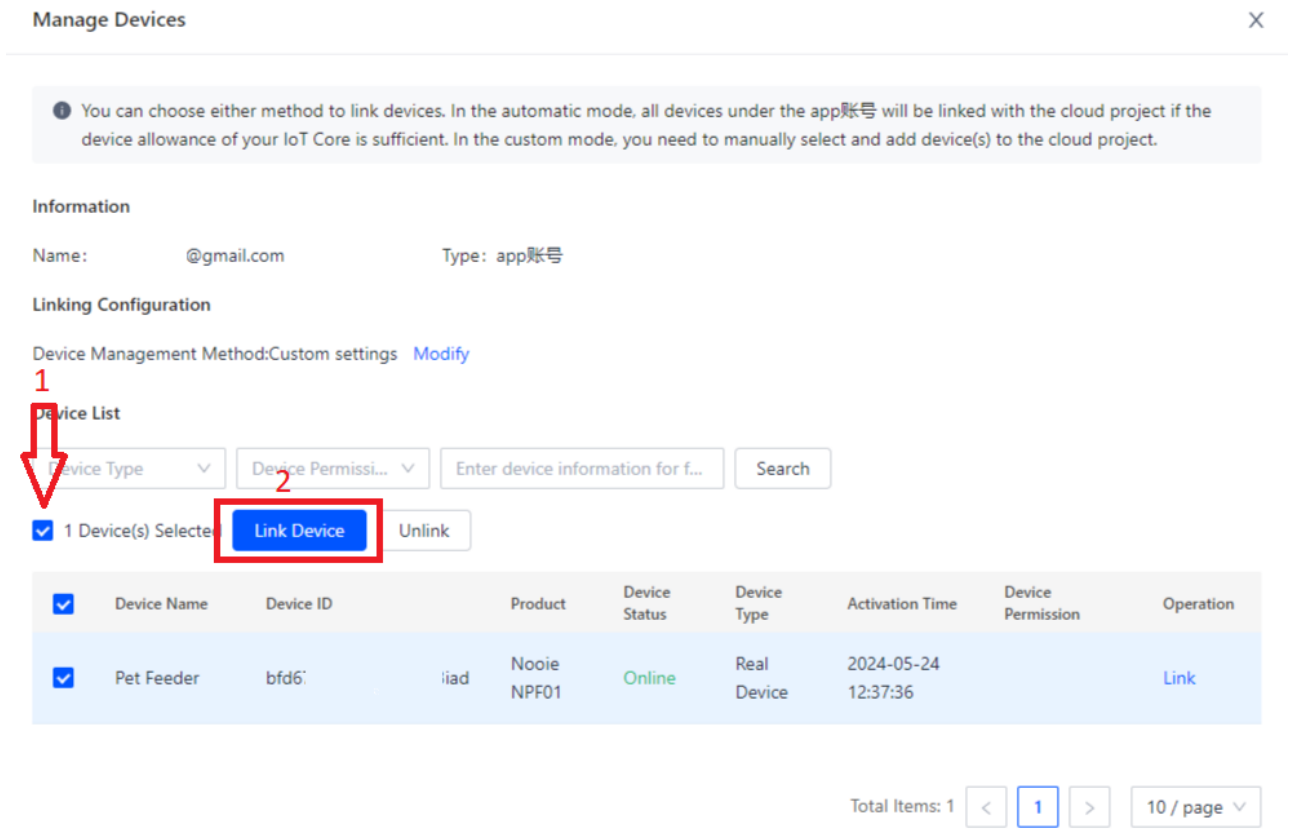 Manage Devices
You can choose either method to link devices. In the automatic mode, all devices under the app账号 will be linked with the cloud project if the
device allowance of your IoT Core is sufficient. In the custom mode, you need to manually select and add device(s) to the cloud project.
Information
Name: @gmail.com Type: app账号
Linking Configuration
Device Management Method:Custom settings Modify
1
Device List
Device Type Device Permissi... Enter device information for f... Search
2
1 Device(s) Selected Link Device Unlink
Device Name Device ID Product Device Status Device Type Activation Time Device Permission Operation
Pet Feeder bfd6 iad Nooie NPF01 Online Real Device 2024-05-24 12:37:36 Link
Total Items: 1 < 1 > 10 / page